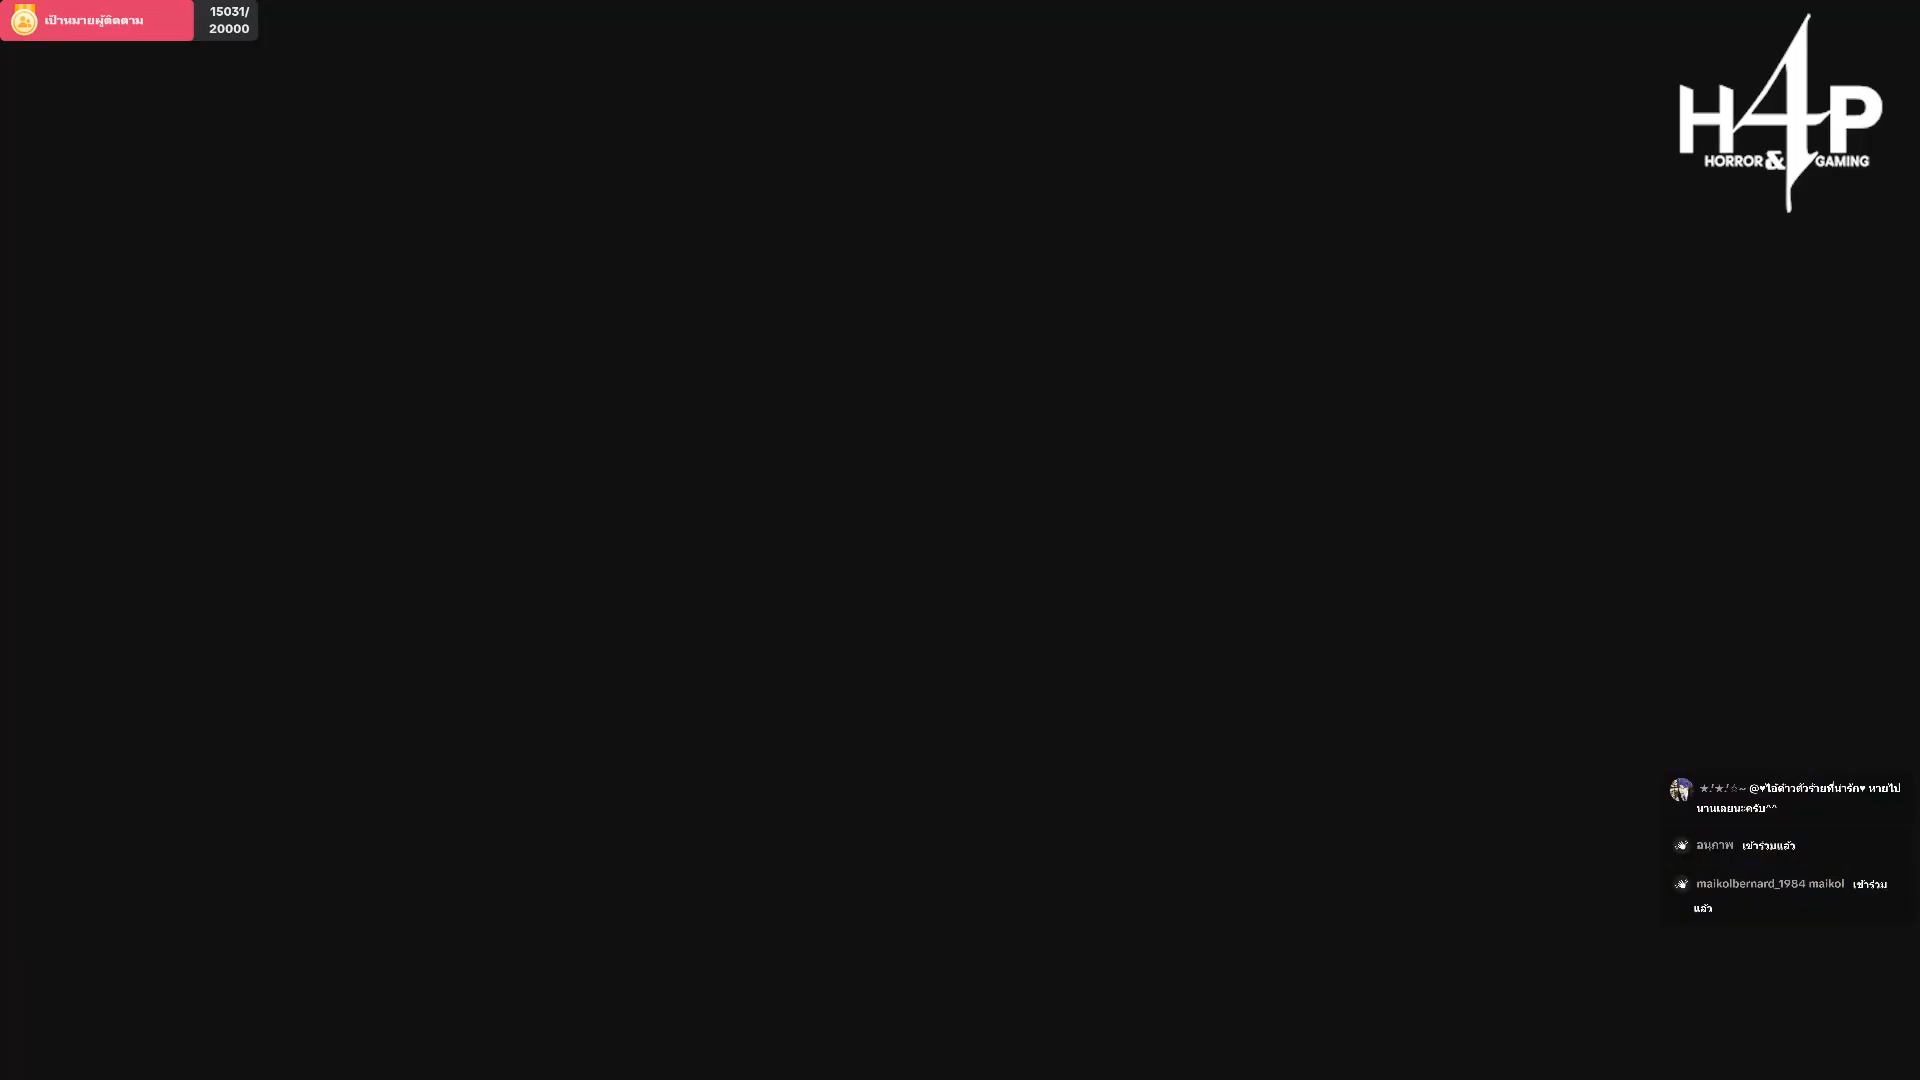 เป้าหมายผู้ติดตาม
15031/
20000
H4P
HORROR & GAMING
★!★!☆~ @♥ไอ้ต้าวตัวร้ายที่น่ารัก♥ หายไป
นานเลยนะครับ^^
อนุภาพ เข้าร่วมแล้ว
maikolbernard_1984 maikol เข้าร่วม
แล้ว